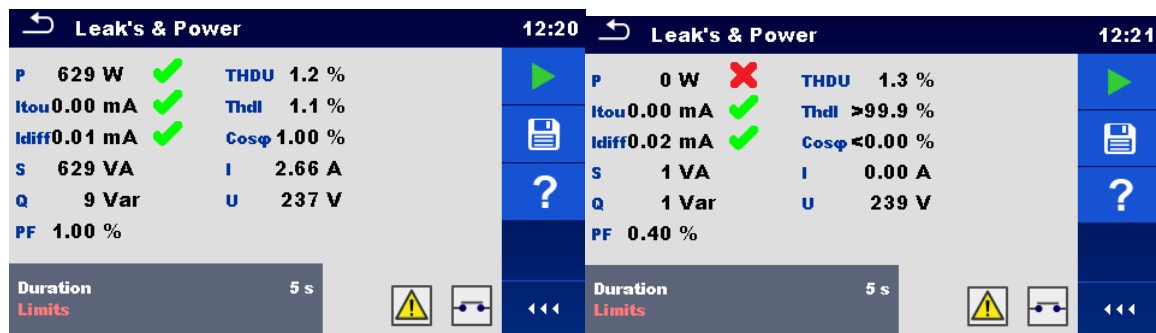 Leak's & Power 12:20
P 629 W THDU 1.2 %
Itou 0.00 mA ThdI 1.1 %
Idiff 0.01 mA Cosφ 1.00 %
S 629 VA I 2.66 A
Q 9 Var U 237 V
PF 1.00 %
?
Duration 5 s
Limits
Leak's & Power 12:21
P 0 W THDU 1.3 %
Itou 0.00 mA ThdI >99.9 %
Idiff 0.02 mA Cosφ <0.00 %
S 1 VA I 0.00 A
Q 1 Var U 239 V
PF 0.40 %
?
Duration 5 s
Limits